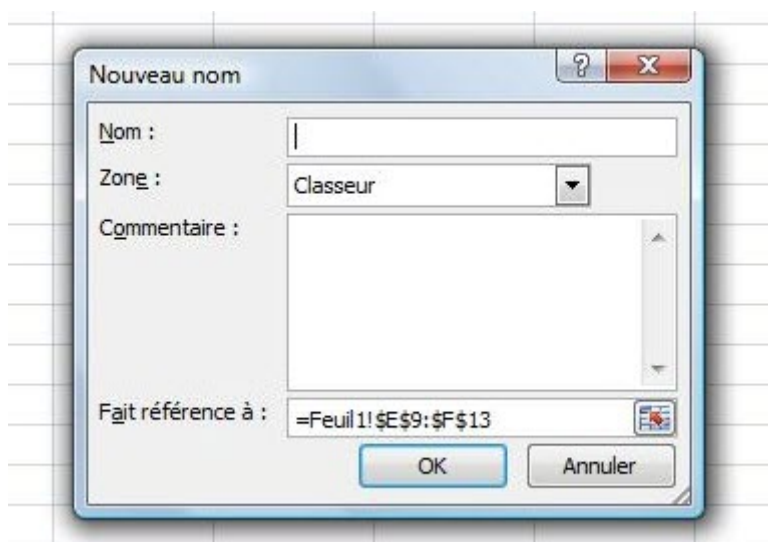 Nouveau nom
Nom :
Zone :
Classeur
Commentaire :
Fait référence à :
=Feuil1!$E$9:$F$13
OK
Annuler